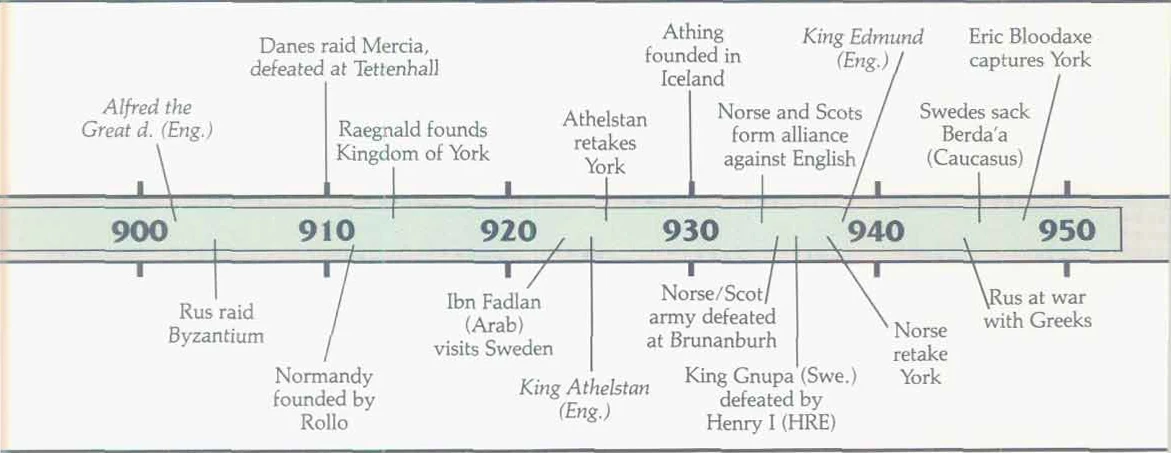 Danes raid Mercia,
defeated at Tettenhall
Athing
founded in
Iceland
King Edmund
(Eng.)
Eric Bloodaxe
captures York
Alfred the
Great d. (Eng.)
Raegnald founds
Kingdom of York
Athelstan
retakes
York
Norse and Scots
form alliance
against English
Swedes sack
Berda'a
(Caucasus)
900 910 920 930 940 950
Rus raid
Byzantium
Normandy
founded by
Rollo
Ibn Fadlan
(Arab)
visits Sweden
King Athelstan
(Eng.)
Norse/Scot
army defeated
at Brunanburh
King Gnupa (Swe.)
defeated by
Henry I (HRE)
Norse
retake
York
Rus at war
with Greeks